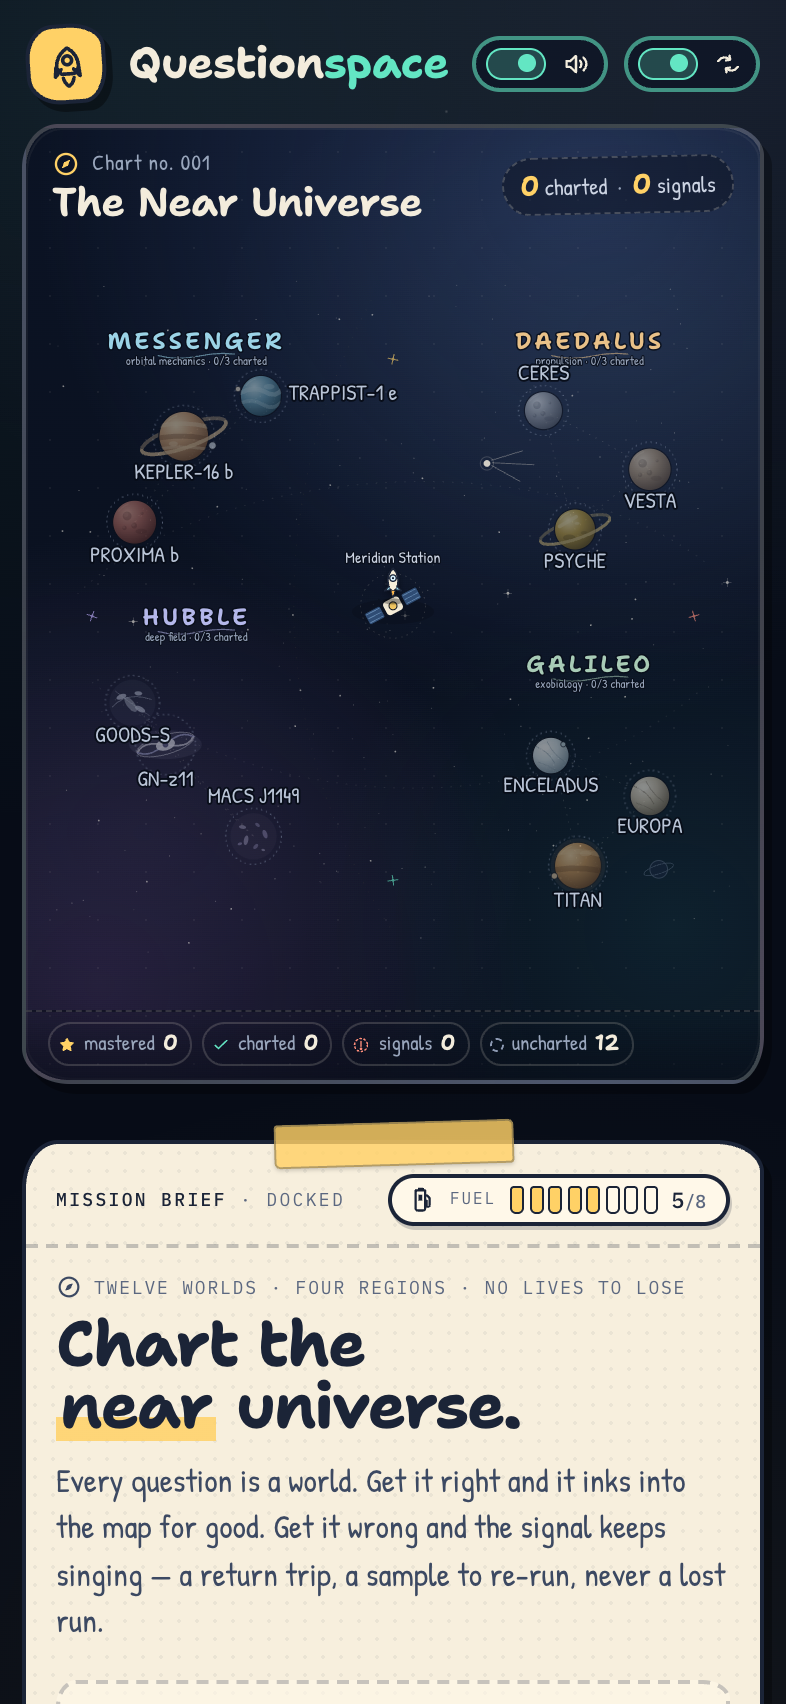 Questionspace
Chart no. 001
The Near Universe
0 charted · 0 signals
MESSENGER
orbital mechanics · 0/3 charted
DAEDALUS
propulsion · 0/3 charted
CERES
TRAPPIST-1 e
KEPLER-16 b
VESTA
PROXIMA b
PSYCHE
Meridian Station
HUBBLE
deep field · 0/3 charted
GALILEO
exobiology · 0/3 charted
GOODS-S
GN-z11
MACS J1149
ENCELADUS
EUROPA
TITAN
mastered 0
charted 0
signals 0
uncharted 12
MISSION BRIEF · DOCKED
FUEL 5/8
TWELVE WORLDS · FOUR REGIONS · NO LIVES TO LOSE
Chart the
near universe.
Every question is a world. Get it right and it inks into
the map for good. Get it wrong and the signal keeps
singing — a return trip, a sample to re-run, never a lost
run.